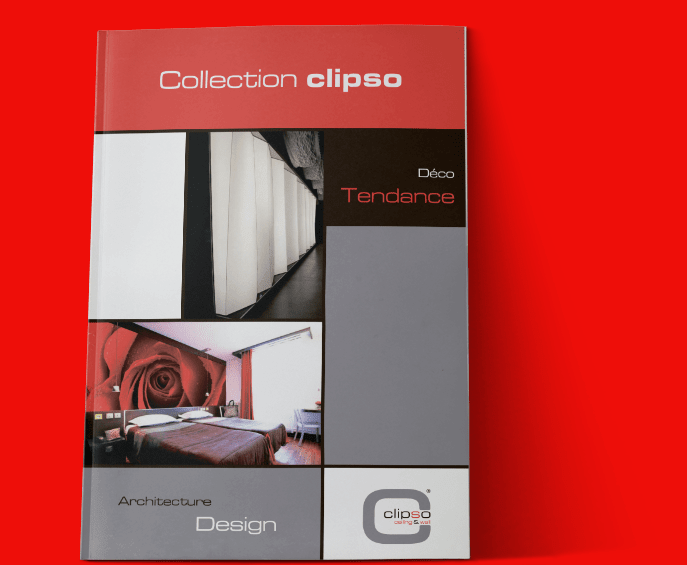 Collection clipso
Déco
Tendance
Architecture
Design
clipso
ceiling & wall
®